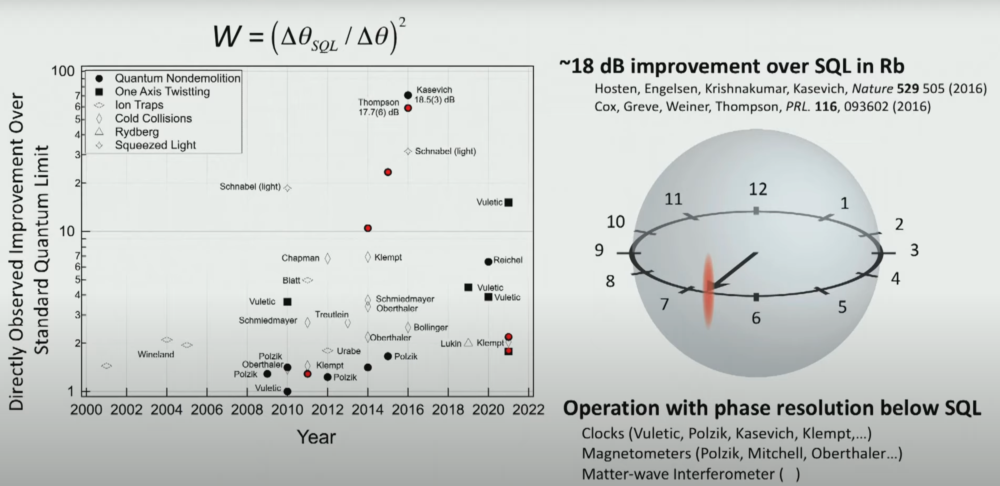 W = (Δθ_SQL / Δθ)²
Directly Observed Improvement Over
Standard Quantum Limit
100
7
6
5
4
3
2
10
7
6
5
4
3
2
1
Quantum Nondemolition
One Axis Twistting
Ion Traps
Cold Collisions
Rydberg
Squeezed Light
Kasevich
18.5(3) dB
Thompson
17.7(6) dB
Schnabel (light)
Schnabel (light)
Vuletic
Chapman
Klempt
Reichel
Blatt
Vuletic
Vuletic
Vuletic
Schmiedmayer
Oberthaler
Treutlein
Schmiedmayer
Bollinger
Oberthaler
Lukin
Klempt
Wineland
Urabe
Polzik
Polzik
Oberthaler
Klempt
Polzik
Polzik
Vuletic
2000 2002 2004 2006 2008 2010 2012 2014 2016 2018 2020 2022
Year
~18 dB improvement over SQL in Rb
Hosten, Engelsen, Krishnakumar, Kasevich, Nature 529 505 (2016)
Cox, Greve, Weiner, Thompson, PRL. 116, 093602 (2016)
12
1
2
3
4
5
6
7
8
9
10
11
Operation with phase resolution below SQL
Clocks (Vuletic, Polzik, Kasevich, Klempt,...)
Magnetometers (Polzik, Mitchell, Oberthaler...)
Matter-wave Interferometer ( )